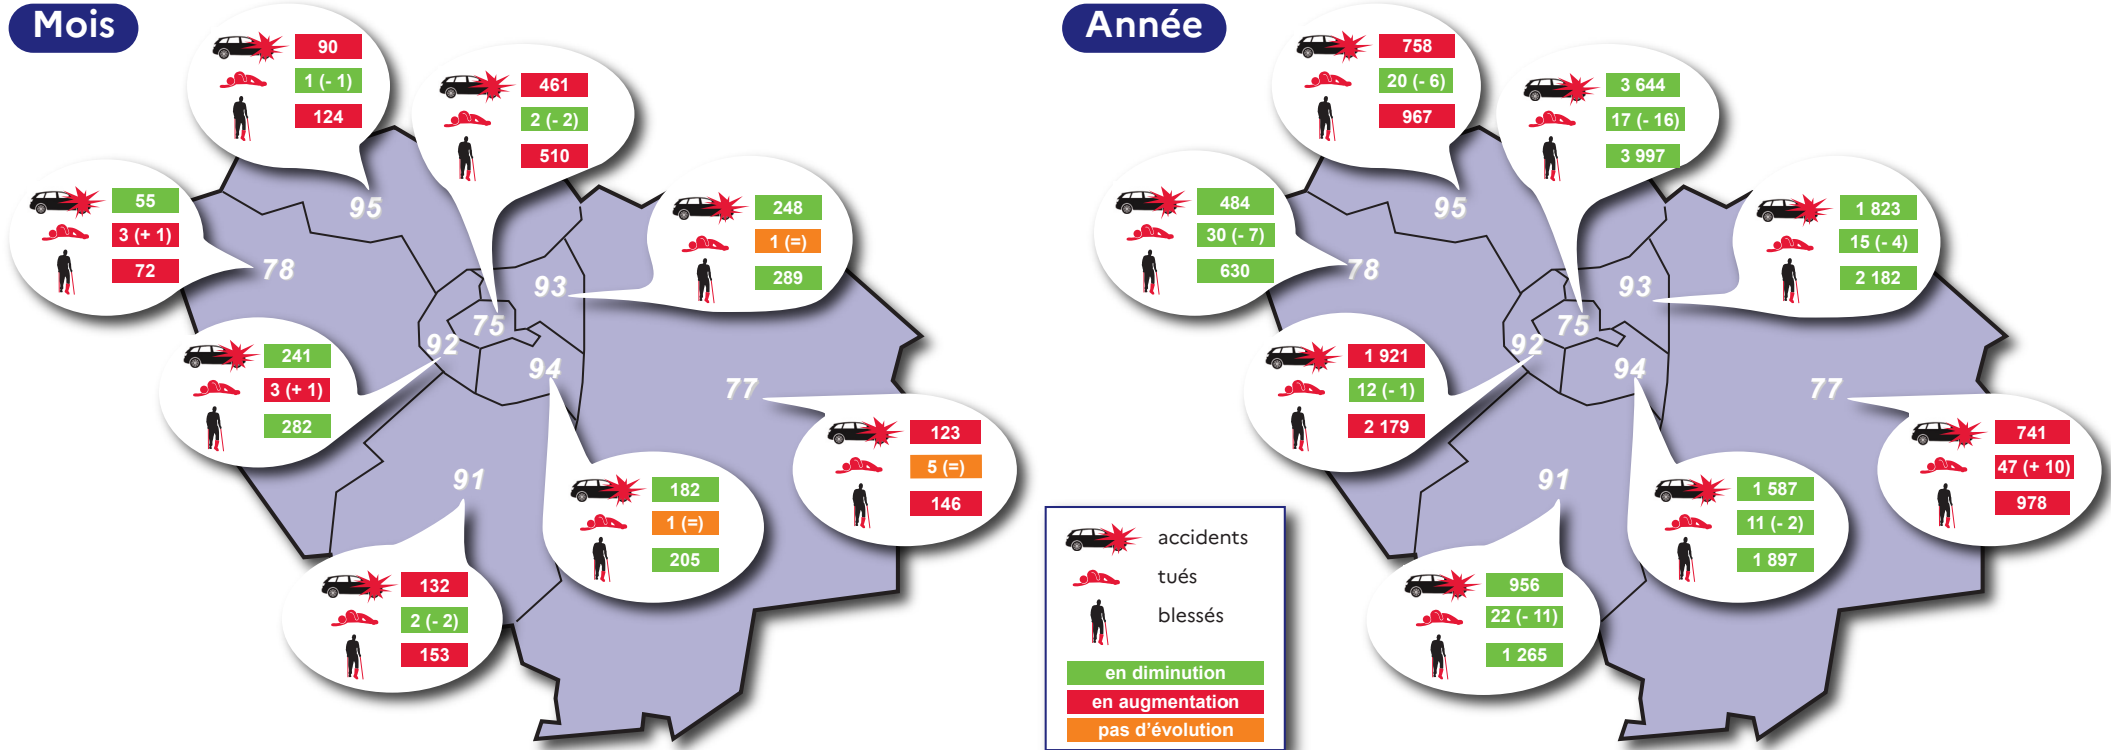 Mois
90
1 (- 1)
124
461
2 (- 2)
510
55
3 (+ 1)
72
248
1 (=)
289
241
3 (+ 1)
282
123
5 (=)
146
182
1 (=)
205
132
2 (- 2)
153
95
78
93
75
92
94
77
91
Année
758
20 (- 6)
967
3 644
17 (- 16)
3 997
484
30 (- 7)
630
1 823
15 (- 4)
2 182
1 921
12 (- 1)
2 179
741
47 (+ 10)
978
1 587
11 (- 2)
1 897
956
22 (- 11)
1 265
95
78
93
75
92
94
77
91
accidents
tués
blessés
en diminution
en augmentation
pas d'évolution